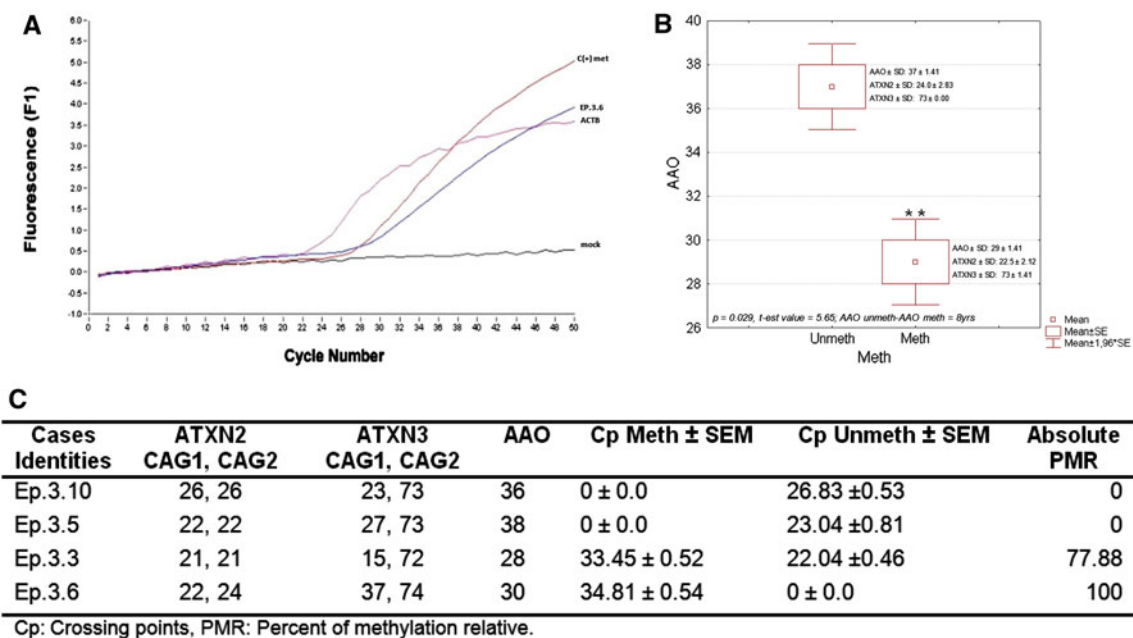 A
Fluorescence (F1)
6.0
5.5
5.0
4.5
4.0
3.5
3.0
2.5
2.0
1.5
1.0
0.5
0.0
-0.5
-1.0
0 2 4 6 8 10 12 14 16 18 20 22 24 26 28 30 32 34 36 38 40 42 44 46 48 50
Cycle Number
C(+) met
EP.3.6
ACTB
mock
B
AAO
40
38
36
34
32
30
28
26
AAO ± SD: 37 ± 1.41
ATXN2 ± SD: 24.0 ± 2.83
ATXN3 ± SD: 73 ± 0.00
★★
AAO ± SD: 29 ± 1.41
ATXN2 ± SD: 22.5 ± 2.12
ATXN3 ± SD: 73 ± 1.41
p = 0.029, t-est value = 5.65; AAO unmeth-AAO meth = 8yrs
Unmeth Meth
Meth
Mean
Mean±SE
Mean±1,96*SE
C
Cases ATXN2 ATXN3 AAO Cp Meth ± SEM Cp Unmeth ± SEM Absolute
Identities CAG1, CAG2 CAG1, CAG2 PMR
Ep.3.10 26, 26 23, 73 36 0 ± 0.0 26.83 ±0.53 0
Ep.3.5 22, 22 27, 73 38 0 ± 0.0 23.04 ±0.81 0
Ep.3.3 21, 21 15, 72 28 33.45 ± 0.52 22.04 ±0.46 77.88
Ep.3.6 22, 24 37, 74 30 34.81 ± 0.54 0 ± 0.0 100
Cp: Crossing points, PMR: Percent of methylation relative.